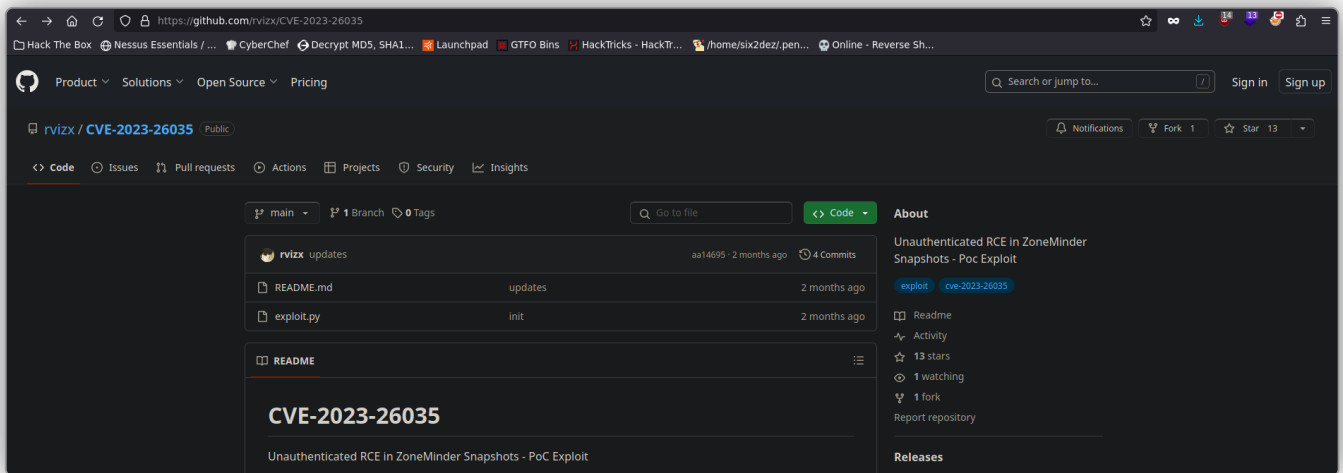 https://github.com/rvizx/CVE-2023-26035
14
13
Hack The Box
Nessus Essentials / ...
CyberChef
Decrypt MD5, SHA1...
Launchpad
GTFO Bins
HackTricks - HackTr...
/home/six2dez/.pen...
Online - Reverse Sh...
Product
Solutions
Open Source
Pricing
Search or jump to...
/
Sign in
Sign up
rvizx / CVE-2023-26035
Public
Notifications
Fork 1
Star 13
Code
Issues
Pull requests
Actions
Projects
Security
Insights
main
1 Branch
0 Tags
Go to file
Code
rvizx updates
aa14695 · 2 months ago
4 Commits
README.md updates 2 months ago
exploit.py init 2 months ago
README
CVE-2023-26035
Unauthenticated RCE in ZoneMinder Snapshots - PoC Exploit
About
Unauthenticated RCE in ZoneMinder
Snapshots - Poc Exploit
exploit
cve-2023-26035
Readme
Activity
13 stars
1 watching
1 fork
Report repository
Releases